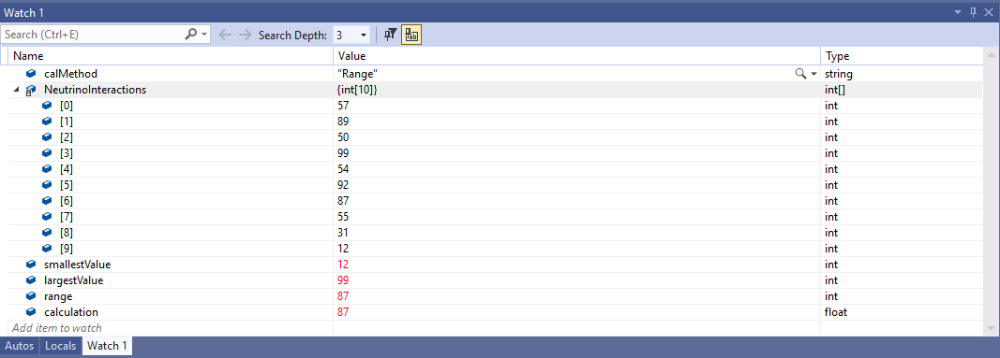 Watch 1
Search (Ctrl+E) Search Depth: 3
Name Value Type
calMethod "Range" string
NeutrinoInteractions {int[10]} int[]
[0] 57 int
[1] 89 int
[2] 50 int
[3] 99 int
[4] 54 int
[5] 92 int
[6] 87 int
[7] 55 int
[8] 31 int
[9] 12 int
smallestValue 12 int
largestValue 99 int
range 87 int
calculation 87 float
Add item to watch
Autos Locals Watch 1